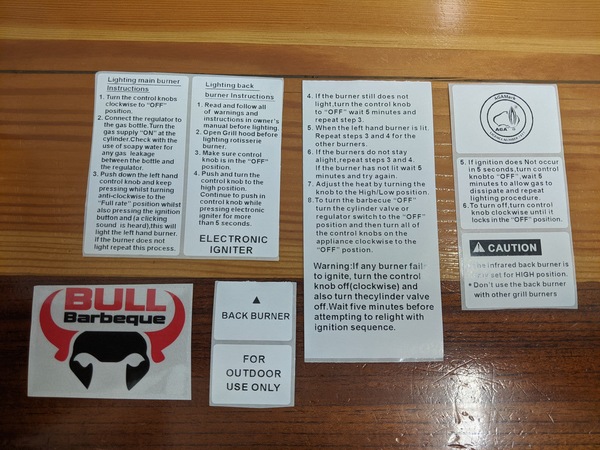 Lighting main burner
Instructions
1. Turn the control knobs
clockwise to "OFF"
position.
2. Connect the regulator to
the gas bottle.Turn the
gas supply "ON" at the
cylinder.Check with the
use of soapy water for
any gas leakage
between the bottle and
the regulator.
3. Push down the left hand
control knob and keep
pressing whilst turning
anti-clockwise to the
"Full rate" position whilst
also pressing the ignition
button and (a clicking
sound is heard),this will
light the left hand burner.
If the burner does not
light repeat this process.
Lighting back
burner Instructions
1. Read and follow all
of warnings and
instructions in owner's
manual before lighting.
2. Open Grill hood before
lighting rotisserie
burner.
3. Make sure control
knob is in the "OFF"
position.
4. Push and turn the
control knob to the
high position.
Continue to push in
control knob while
pressing electronic
igniter for more
than 5 seconds.
ELECTRONIC
IGNITER
4. If the burner still does not
light,turn the control knob
to "OFF" wait 5 minutes and
repeat step 3.
5. When the left hand burner is lit.
Repeat steps 3 and 4 for the
other burners.
6. If the burners do not stay
alight,repeat steps 3 and 4.
If the burner has not lit wait 5
minutes and try again.
7. Adjust the heat by turning the
knob to the High/Low position.
8. To turn the barbecue "OFF"
turn the cylinder valve or
regulator switch to the "OFF"
position and then turn all of
the control knobs on the
appliance clockwise to the
"OFF" position.
Warning:If any burner fail
to ignite, turn the control
knob off(clockwise) and
also turn thecylinder valve
off.Wait five minutes before
attempting to relight with
ignition sequence.
AGA
5. If ignition does Not occur
in 5 seconds,turn control
knobto "OFF", wait 5
minutes to allow gas to
dissipate and repeat
lighting procedure.
6.To turn off,turn control
knob clockwise until it
locks in the "OFF" position.
CAUTION
infrared back burner is
set for HIGH position.
* Don't use the back burner
with other grill burners
BULL
Barbeque
BACK BURNER
FOR
OUTDOOR
USE ONLY